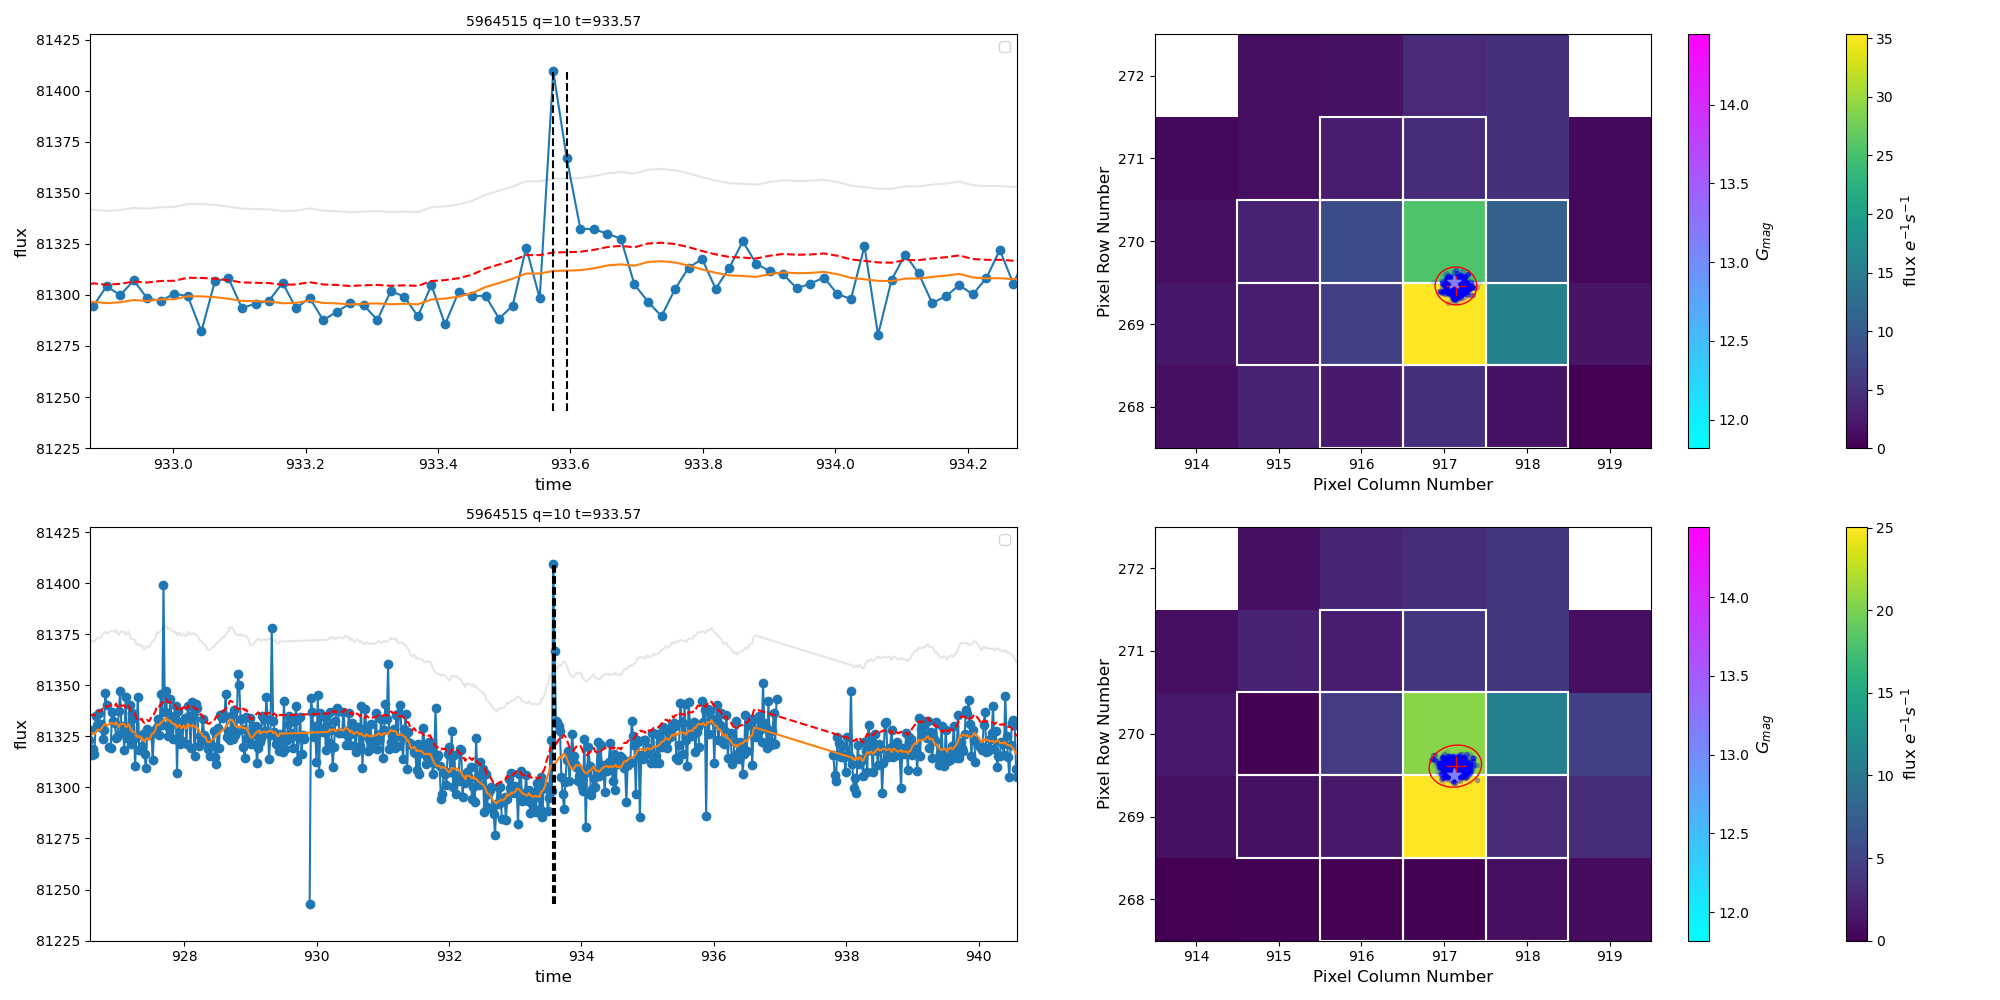 5964515 q=10 t=933.57
81425
81400
81375
81350
81325
81300
81275
81250
81225
flux
933.0 933.2 933.4 933.6 933.8 934.0 934.2
time
272
271
270
269
268
Pixel Row Number
914 915 916 917 918 919
Pixel Column Number
14.0
13.5
13.0
12.5
12.0
G_mag
35
30
25
20
15
10
5
0
flux e⁻¹s⁻¹
5964515 q=10 t=933.57
81425
81400
81375
81350
81325
81300
81275
81250
81225
flux
928 930 932 934 936 938 940
time
272
271
270
269
268
Pixel Row Number
914 915 916 917 918 919
Pixel Column Number
14.0
13.5
13.0
12.5
12.0
G_mag
25
20
15
10
5
0
flux e⁻¹s⁻¹